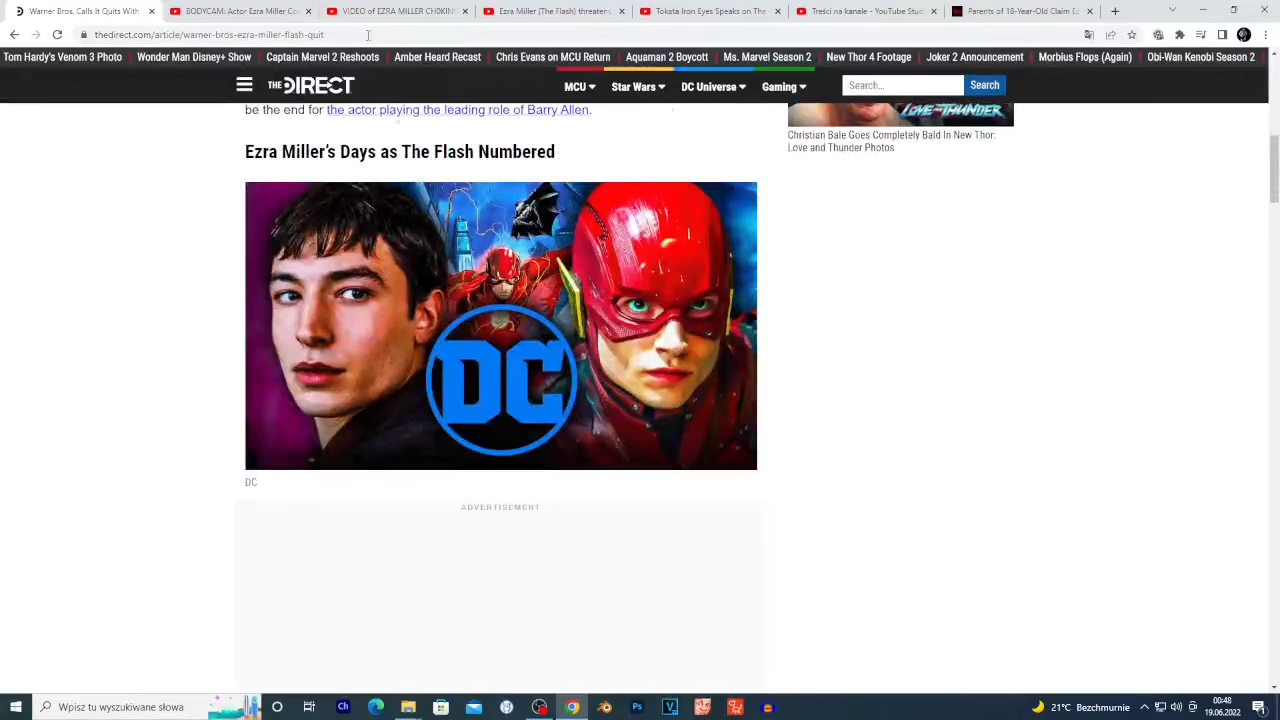 Warner Bros. Calls It Quits With
BODYCAM: Actor Ezra Miller arre
VIDEO of EZRA MILLER CHOKIN
Ezra Miller (The Flash) threaten
Tokata Iron Eyes Speaks on The
Treści na kanale – YouTube Studi
Parents of 18-Year-Old Claim Ez
thedirect.com/article/warner-bros-ezra-miller-flash-quit
Tom Hardy's Venom 3 Photo Wonder Man Disney+ Show Captain Marvel 2 Reshoots Amber Heard Recast Chris Evans on MCU Return Aquaman 2 Boycott Ms. Marvel Season 2 New Thor 4 Footage Joker 2 Announcement Morbius Flops (Again) Obi-Wan Kenobi Season 2
THE DIRECT MCU Star Wars DC Universe Gaming Search... Search
be the end for the actor playing the leading role of Barry Allen.
LOVE AND THUNDER
Christian Bale Goes Completely Bald In New Thor:
Love and Thunder Photos
Ezra Miller's Days as The Flash Numbered
DC
DC
ADVERTISEMENT
Wpisz tu wyszukiwane słowa
Ch
Ps
V
21°C Bezchmurnie
00:48
19.06.2022